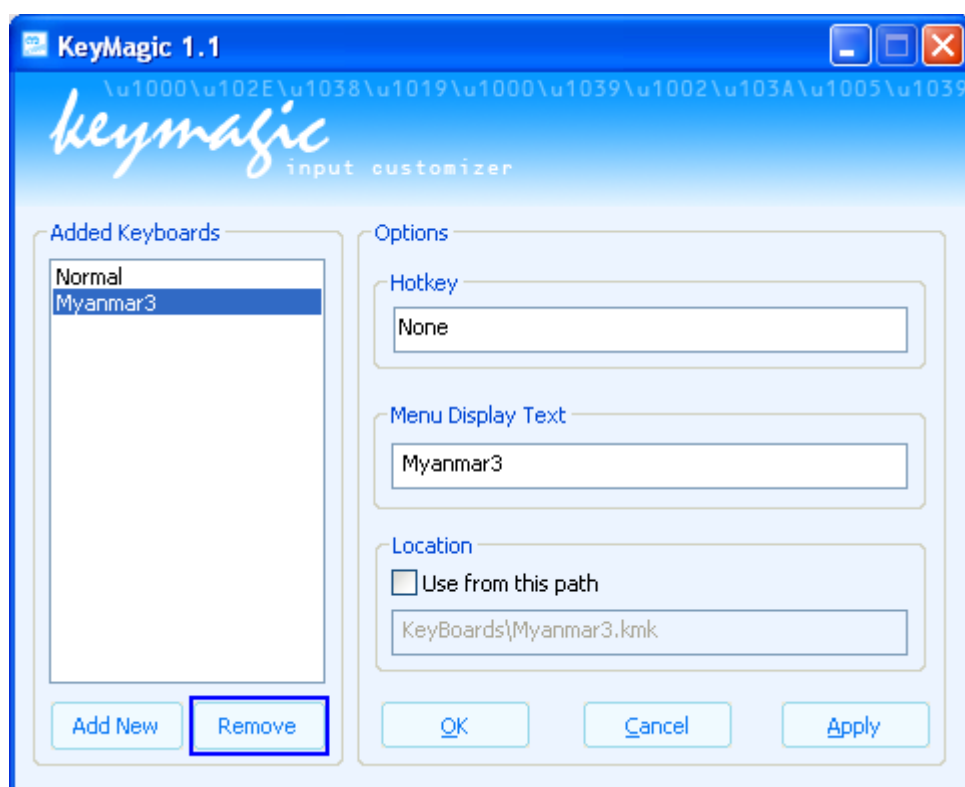 KeyMagic 1.1
\u1000\u102E\u1038\u1019\u1000\u1039\u1002\u103A\u1005\u1039
keymagic
input customizer
Added Keyboards
Normal
Myanmar3
Add New
Remove
Options
Hotkey
None
Menu Display Text
Myanmar3
Location
Use from this path
KeyBoards\Myanmar3.kmk
OK
Cancel
Apply